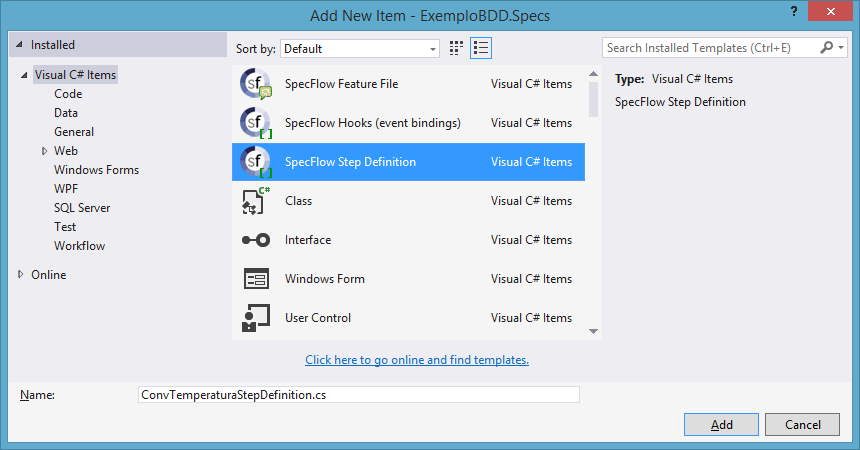 Add New Item - ExemploBDD.Specs
? ×
Installed
Sort by: Default
Search Installed Templates (Ctrl+E)
Visual C# Items
Code
Data
General
Web
Windows Forms
WPF
SQL Server
Test
Workflow
Online
sf SpecFlow Feature File Visual C# Items
sf [ ] SpecFlow Hooks (event bindings) Visual C# Items
sf [ ] SpecFlow Step Definition Visual C# Items
C# Class Visual C# Items
Interface Visual C# Items
Windows Form Visual C# Items
User Control Visual C# Items
Type: Visual C# Items
SpecFlow Step Definition
Click here to go online and find templates.
Name: ConvTemperaturaStepDefinition.cs
Add Cancel